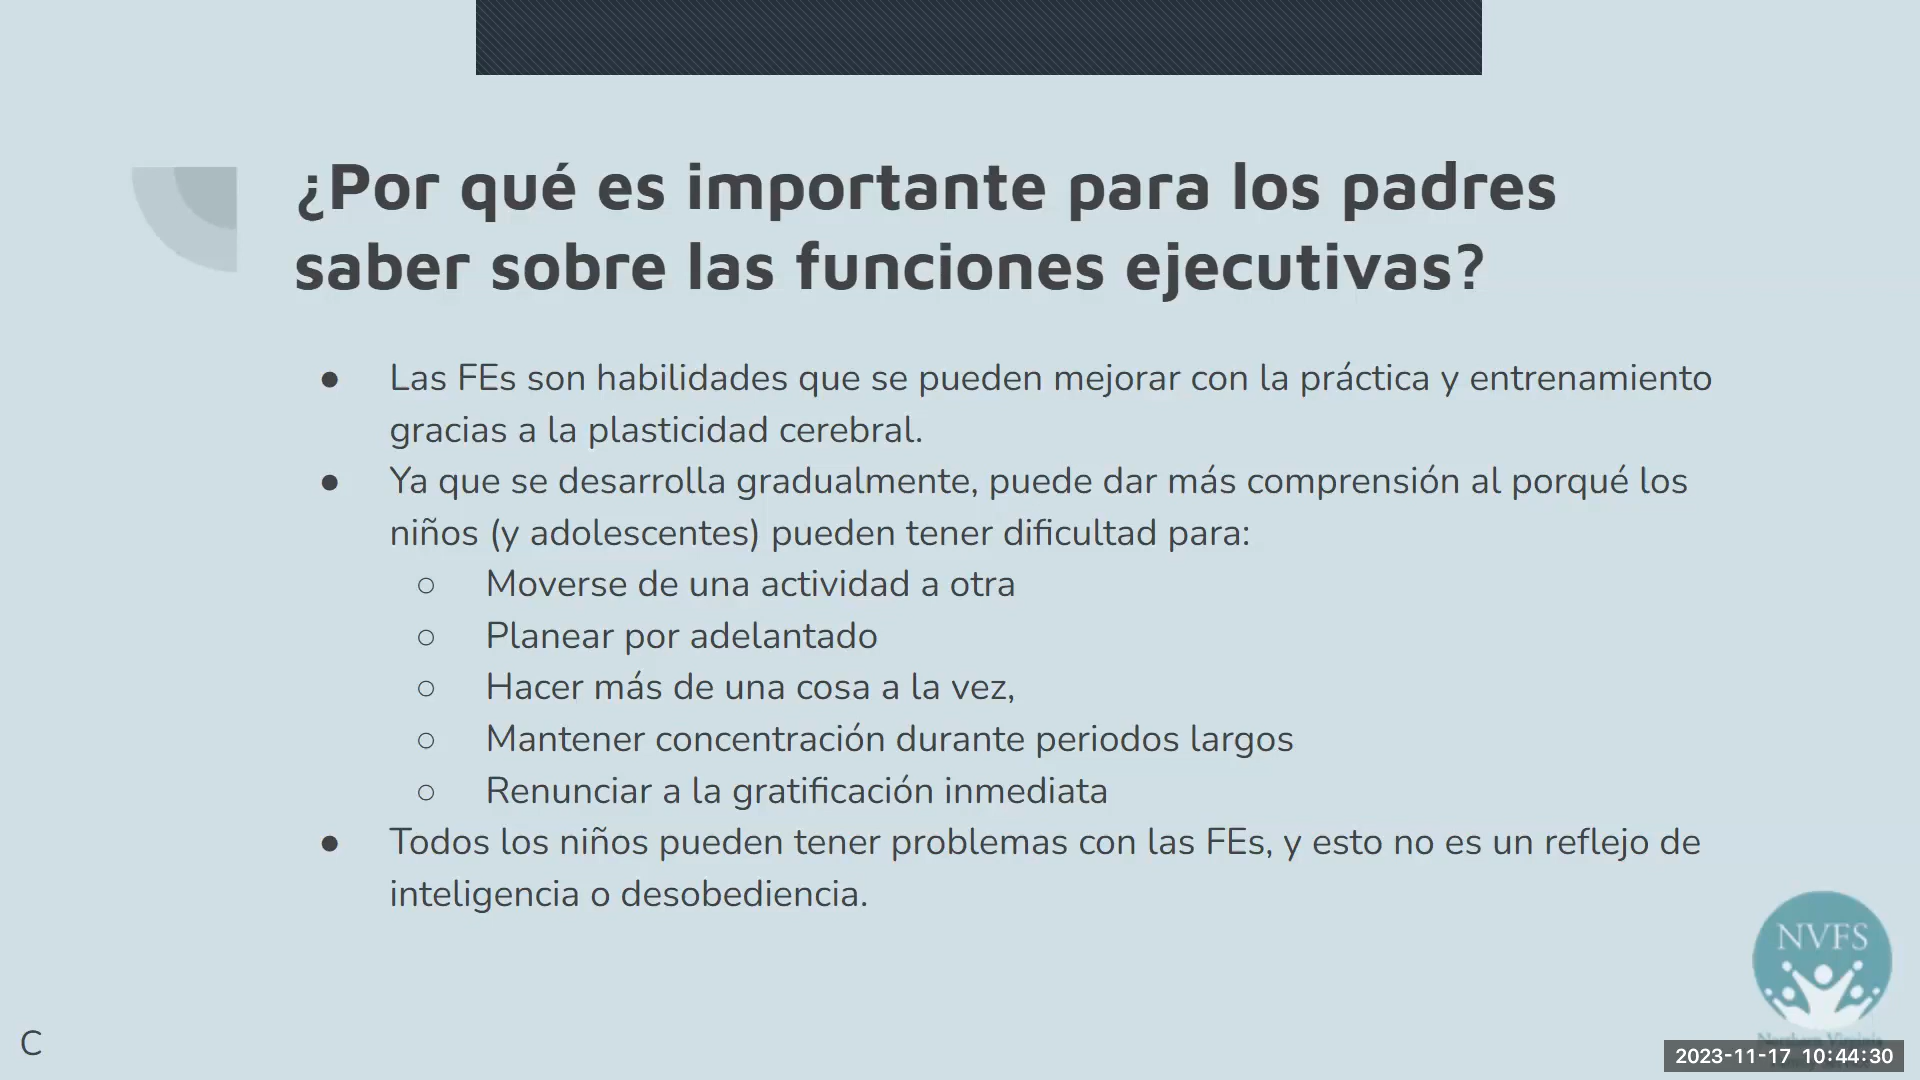 ¿Por qué es importante para los padres
saber sobre las funciones ejecutivas?
● Las FEs son habilidades que se pueden mejorar con la práctica y entrenamiento
gracias a la plasticidad cerebral.
● Ya que se desarrolla gradualmente, puede dar más comprensión al porqué los
niños (y adolescentes) pueden tener dificultad para:
○ Moverse de una actividad a otra
○ Planear por adelantado
○ Hacer más de una cosa a la vez,
○ Mantener concentración durante periodos largos
○ Renunciar a la gratificación inmediata
● Todos los niños pueden tener problemas con las FEs, y esto no es un reflejo de
inteligencia o desobediencia.
NVFS
Northern Virginia
C
2023-11-17 10:44:30